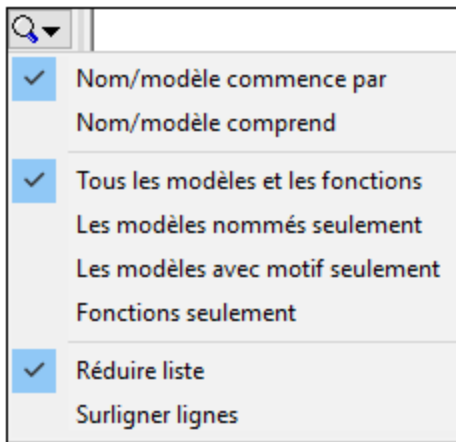 Nom/modèle commence par
Nom/modèle comprend
Tous les modèles et les fonctions
Les modèles nommés seulement
Les modèles avec motif seulement
Fonctions seulement
Réduire liste
Surligner lignes